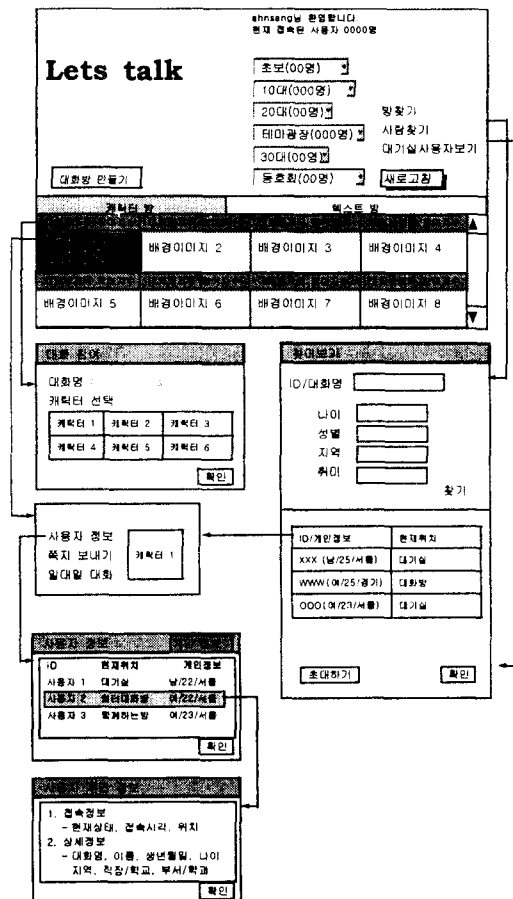 ahnsang님 환영합니다.
현재 접속된 사용자 0000명
Lets talk
초보(00명)
10대(000명)
20대(00명)
테마광장(000명)
30대(00명)
동호회(00명)
방찾기
사람찾기
대기실사용자보기
새로고침
대화방 만들기
캐릭터 방
텍스트 방
배경이미지 2
배경이미지 3
배경이미지 4
배경이미지 5
배경이미지 6
배경이미지 7
배경이미지 8
대화 참여
대화명 :
캐릭터 선택
캐릭터 1
캐릭터 2
캐릭터 3
캐릭터 4
캐릭터 5
캐릭터 6
확인
찾아보기
ID/대화명
나이
성별
지역
취미
찾기
ID/개인정보
현재위치
XXX (남/25/서울)
대기실
WWW(여/25/경기)
대화방
OOO(여/23/서울)
대기실
초대하기
확인
사용자 정보
쪽지 보내기
일대일 대화
캐릭터 1
사용자 정보
ID
현재위치
개인정보
사용자 1
대기실
남/22/서울
사용자 2
여/22/서울
사용자 3
함께하는방
여/23/서울
확인
1. 접속정보
- 현재상태, 접속시각, 위치
2. 상세정보
- 대화명, 이름, 생년월일, 나이
지역, 직장/학교, 부서/학과
확인